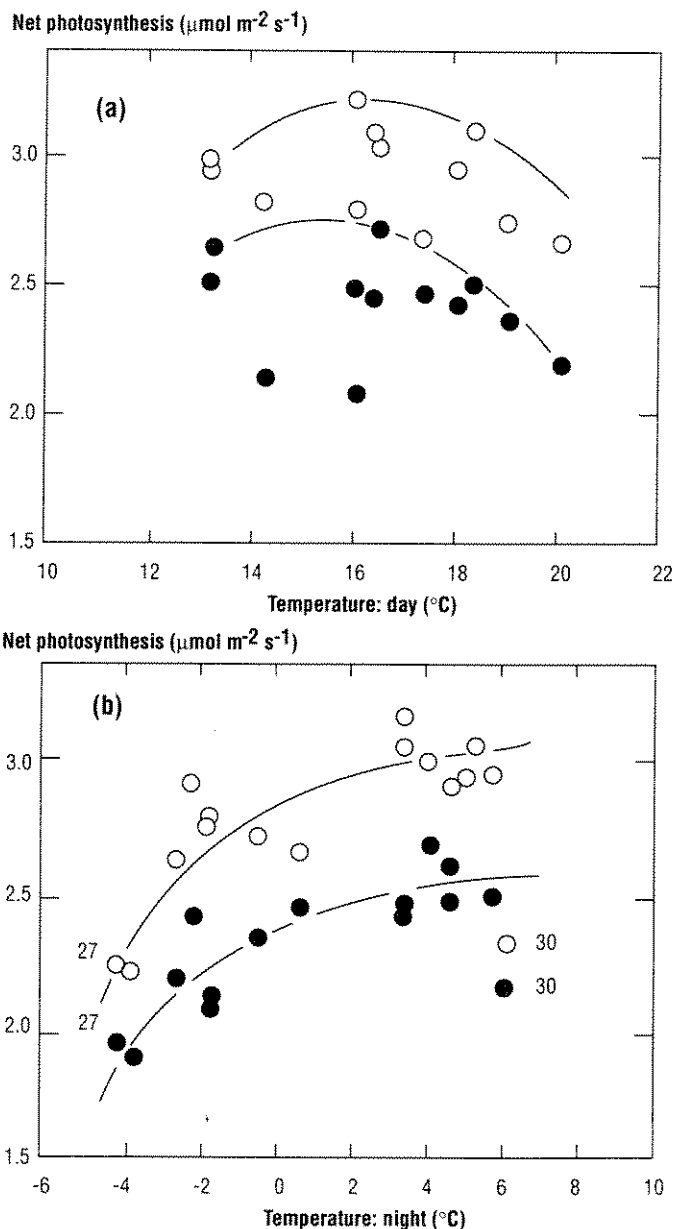 Net photosynthesis (μmol m⁻² s⁻¹)
(a)
3.0
2.5
2.0
1.5
10 12 14 16 18 20 22
Temperature: day (°C)
Net photosynthesis (μmol m⁻² s⁻¹)
(b)
3.0
2.5
27
30
2.0
27
30
1.5
-6 -4 -2 0 2 4 6 8 10
Temperature: night (°C)